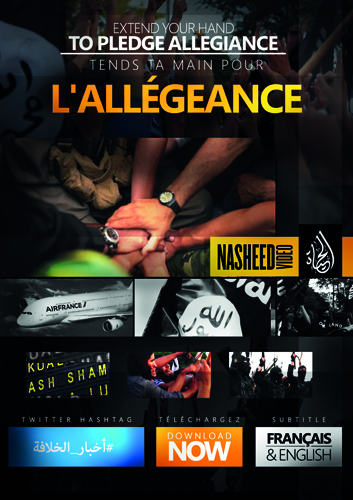 EXTEND YOUR HAND
TO PLEDGE ALLEGIANCE
TENDS TA MAIN POUR
L'ALLÉGEANCE
NASHEED
VIDEO
AIRFRANCE
ASH SHAM
TWITTER HASHTAG
TÉLÉCHARGEZ
SUBTITLE
#أخبار_الخلافة
DOWNLOAD
NOW
FRANÇAIS
& ENGLISH